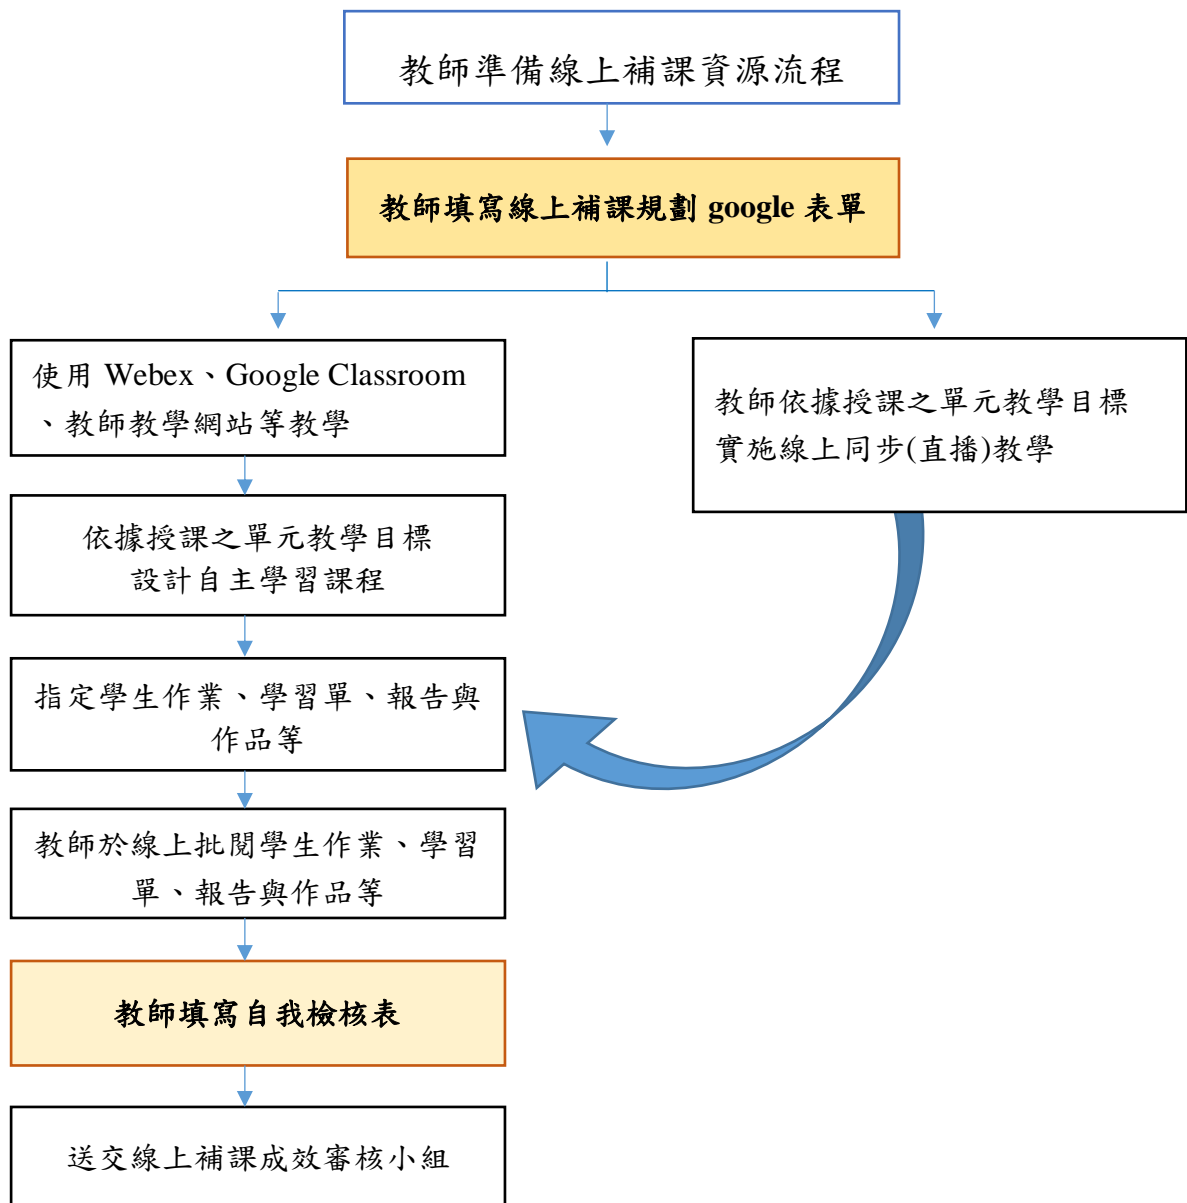 教師準備線上補課資源流程
教師填寫線上補課規劃 google 表單
使用 Webex、Google Classroom
、教師教學網站等教學
教師依據授課之單元教學目標
實施線上同步(直播)教學
依據授課之單元教學目標
設計自主學習課程
指定學生作業、學習單、報告與
作品等
教師於線上批閱學生作業、學習
單、報告與作品等
教師填寫自我檢核表
送交線上補課成效審核小組